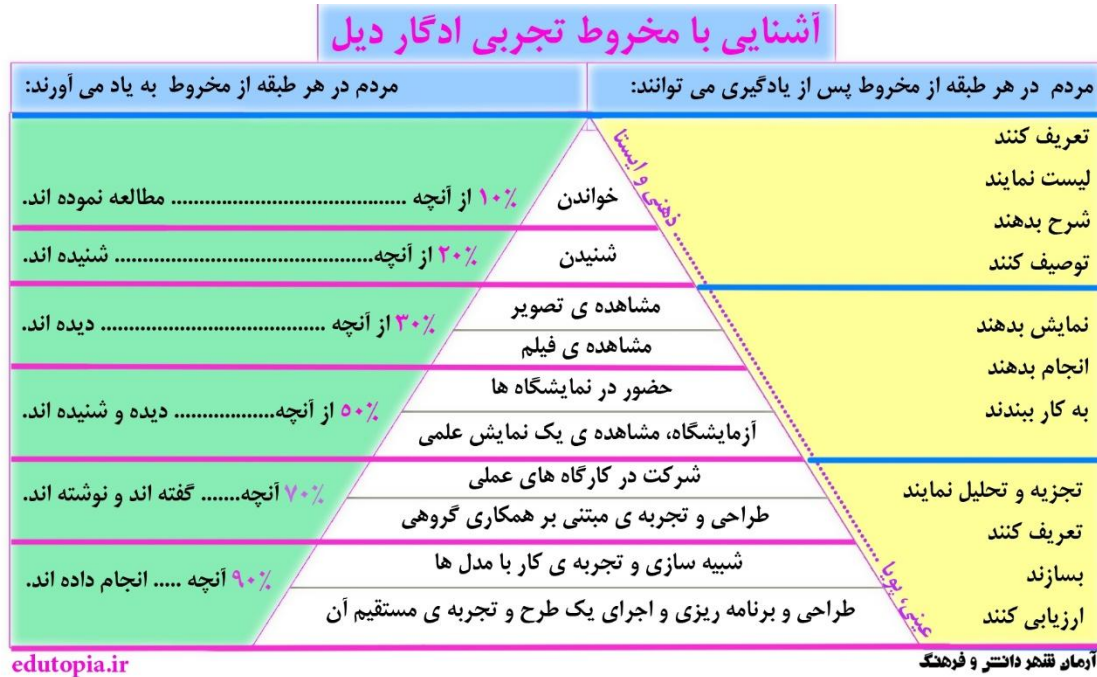 آشنایی با مخروط تجربی ادگار دیل
مردم در هر طبقه از مخروط پس از یادگیری می توانند:
مردم در هر طبقه از مخروط به یاد می آورند:
تعریف کنند
لیست نمایند
شرح بدهند
توصیف کنند
نمایش بدهند
انجام بدهند
به کار ببندند
تجزیه و تحلیل نمایند
تعریف کنند
بسازند
ارزیابی کنند
ذهنی و ایستا
عینی، پویا
خواندن
شنیدن
مشاهده ی تصویر
مشاهده ی فیلم
حضور در نمایشگاه ها
آزمایشگاه، مشاهده ی یک نمایش علمی
شرکت در کارگاه های عملی
طراحی و تجربه ی مبتنی بر همکاری گروهی
شبیه سازی و تجربه ی کار با مدل ها
طراحی و برنامه ریزی و اجرای یک طرح و تجربه ی مستقیم آن
۱۰٪ از آنچه ........................................ مطالعه نموده اند.
۲۰٪ از آنچه............................................ شنیده اند.
۳۰٪ از آنچه ...................................... دیده اند.
۵۰٪ از آنچه.................. دیده و شنیده اند.
۷۰٪ آنچه....... گفته اند و نوشته اند.
۹۰٪ آنچه ..... انجام داده اند.
آرمان شهر دانش و فرهنگ
edutopia.ir